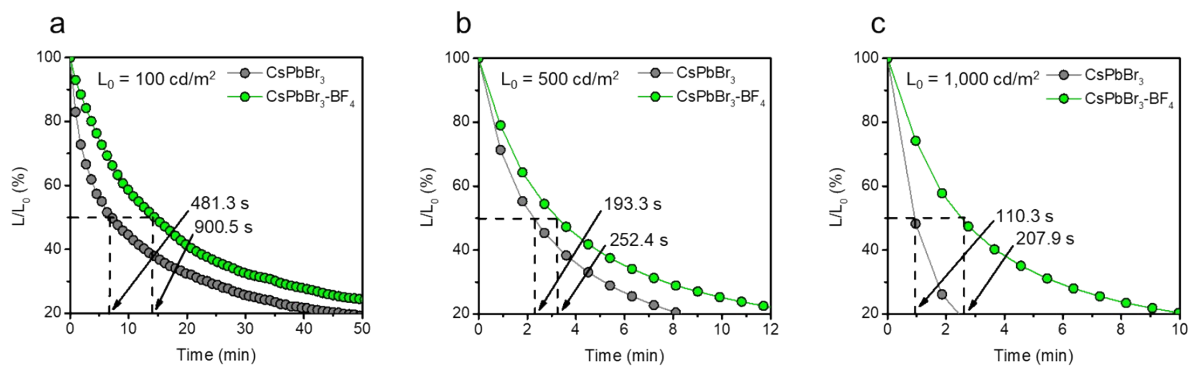 a
L0 = 100 cd/m2
CsPbBr3
CsPbBr3-BF4
481.3 s
900.5 s
L/L0 (%)
100
80
60
40
20
0
10
20
30
40
50
Time (min)
b
L0 = 500 cd/m2
CsPbBr3
CsPbBr3-BF4
193.3 s
252.4 s
L/L0 (%)
100
80
60
40
20
0
2
4
6
8
10
12
Time (min)
c
L0 = 1,000 cd/m2
CsPbBr3
CsPbBr3-BF4
110.3 s
207.9 s
L/L0 (%)
100
80
60
40
20
0
2
4
6
8
10
Time (min)